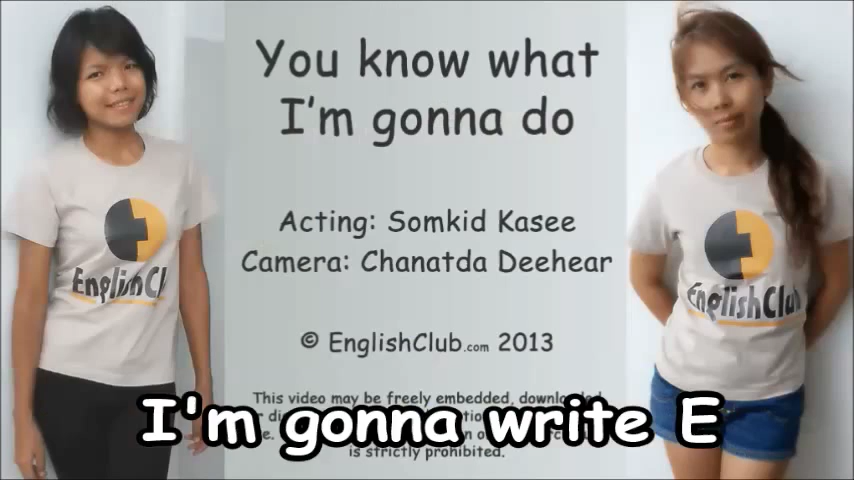 You know what
I'm gonna do
Acting: Somkid Kasee
Camera: Chanatda Deehear
© EnglishClub.com 2013
This video may be freely embedded, downloaded
is strictly prohibited.
I'm gonna write E
EnglishCl
EnglishClub